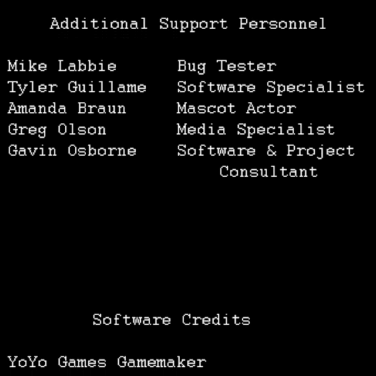 Additional Support Personnel
Mike Labbie Bug Tester
Tyler Guillame Software Specialist
Amanda Braun Mascot Actor
Greg Olson Media Specialist
Gavin Osborne Software & Project
Consultant
Software Credits
YoYo Games Gamemaker